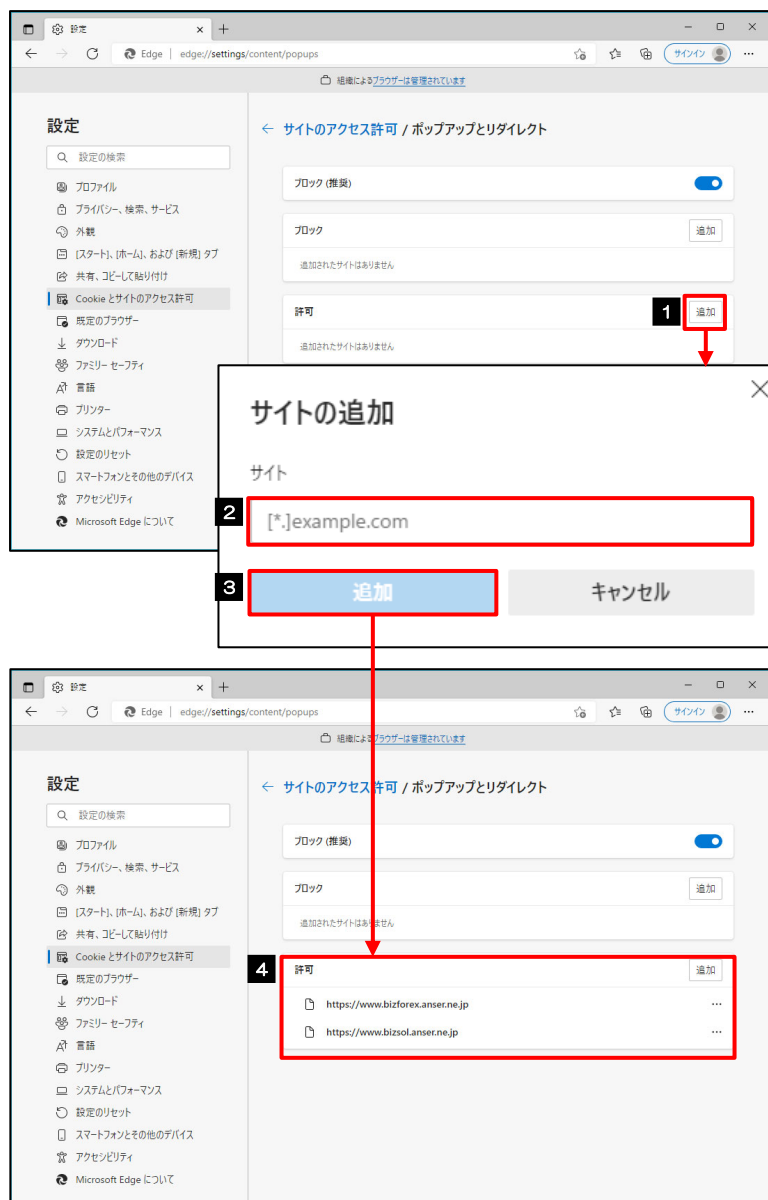 設定
Edge | edge://settings/content/popups
サインイン
組織によるブラウザーは管理されています
設定
設定の検索
プロファイル
プライバシー、検索、サービス
外観
[スタート]、[ホーム]、および [新規] タブ
共有、コピーして貼り付け
Cookie とサイトのアクセス許可
既定のブラウザー
ダウンロード
ファミリー セーフティ
言語
プリンター
システムとパフォーマンス
設定のリセット
スマートフォンとその他のデバイス
アクセシビリティ
Microsoft Edge について
サイトのアクセス許可 / ポップアップとリダイレクト
ブロック (推奨)
ブロック
追加
追加されたサイトはありません
許可
1
追加
追加されたサイトはありません
サイトの追加
サイト
2
[*.]example.com
3
追加
キャンセル
設定
Edge | edge://settings/content/popups
サインイン
組織によるブラウザーは管理されています
設定
設定の検索
プロファイル
プライバシー、検索、サービス
外観
[スタート]、[ホーム]、および [新規] タブ
共有、コピーして貼り付け
Cookie とサイトのアクセス許可
既定のブラウザー
ダウンロード
ファミリー セーフティ
言語
プリンター
システムとパフォーマンス
設定のリセット
スマートフォンとその他のデバイス
アクセシビリティ
Microsoft Edge について
サイトのアクセス許可 / ポップアップとリダイレクト
ブロック (推奨)
ブロック
追加
追加されたサイトはありません
4
許可
追加
https://www.bizforex.anser.ne.jp
https://www.bizsol.anser.ne.jp